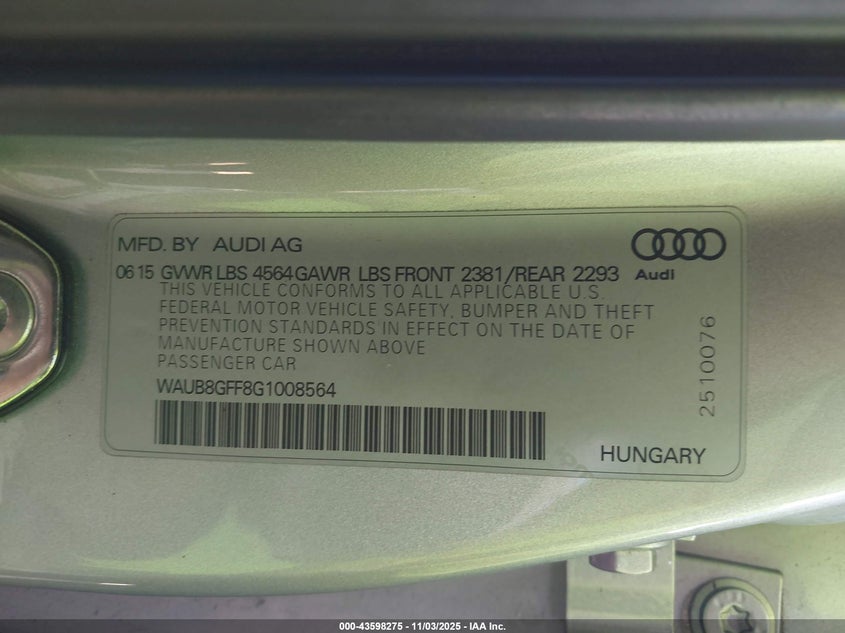 MFD. BY AUDI AG
0615 GVWR LBS 4564 GAWR LBS FRONT 2381/REAR 2293
Audi
THIS VEHICLE CONFORMS TO ALL APPLICABLE U.S.
FEDERAL MOTOR VEHICLE SAFETY, BUMPER AND THEFT
PREVENTION STANDARDS IN EFFECT ON THE DATE OF
MANUFACTURE SHOWN ABOVE
PASSENGER CAR
WAUB8GFF8G1008564
2510076
HUNGARY
000-43598275 - 11/03/2025 - IAA Inc.